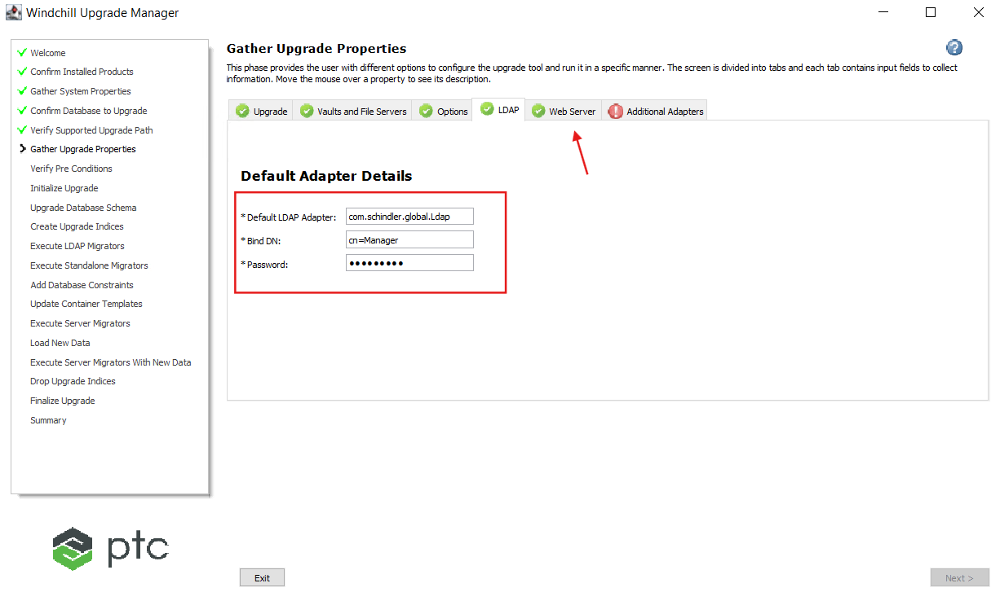 Windchill Upgrade Manager
Welcome
Confirm Installed Products
Gather System Properties
Confirm Database to Upgrade
Verify Supported Upgrade Path
Gather Upgrade Properties
Verify Pre Conditions
Initialize Upgrade
Upgrade Database Schema
Create Upgrade Indices
Execute LDAP Migrators
Execute Standalone Migrators
Add Database Constraints
Update Container Templates
Execute Server Migrators
Load New Data
Execute Server Migrators With New Data
Drop Upgrade Indices
Finalize Upgrade
Summary
Gather Upgrade Properties
This phase provides the user with different options to configure the upgrade tool and run it in a specific manner. The screen is divided into tabs and each tab contains input fields to collect
information. Move the mouse over a property to see its description.
Upgrade Vaults and File Servers Options LDAP Web Server Additional Adapters
Default Adapter Details
* Default LDAP Adapter: com.schindler.global.Ldap
* Bind DN: cn=Manager
* Password: •••••••••
ptc
Exit Next >